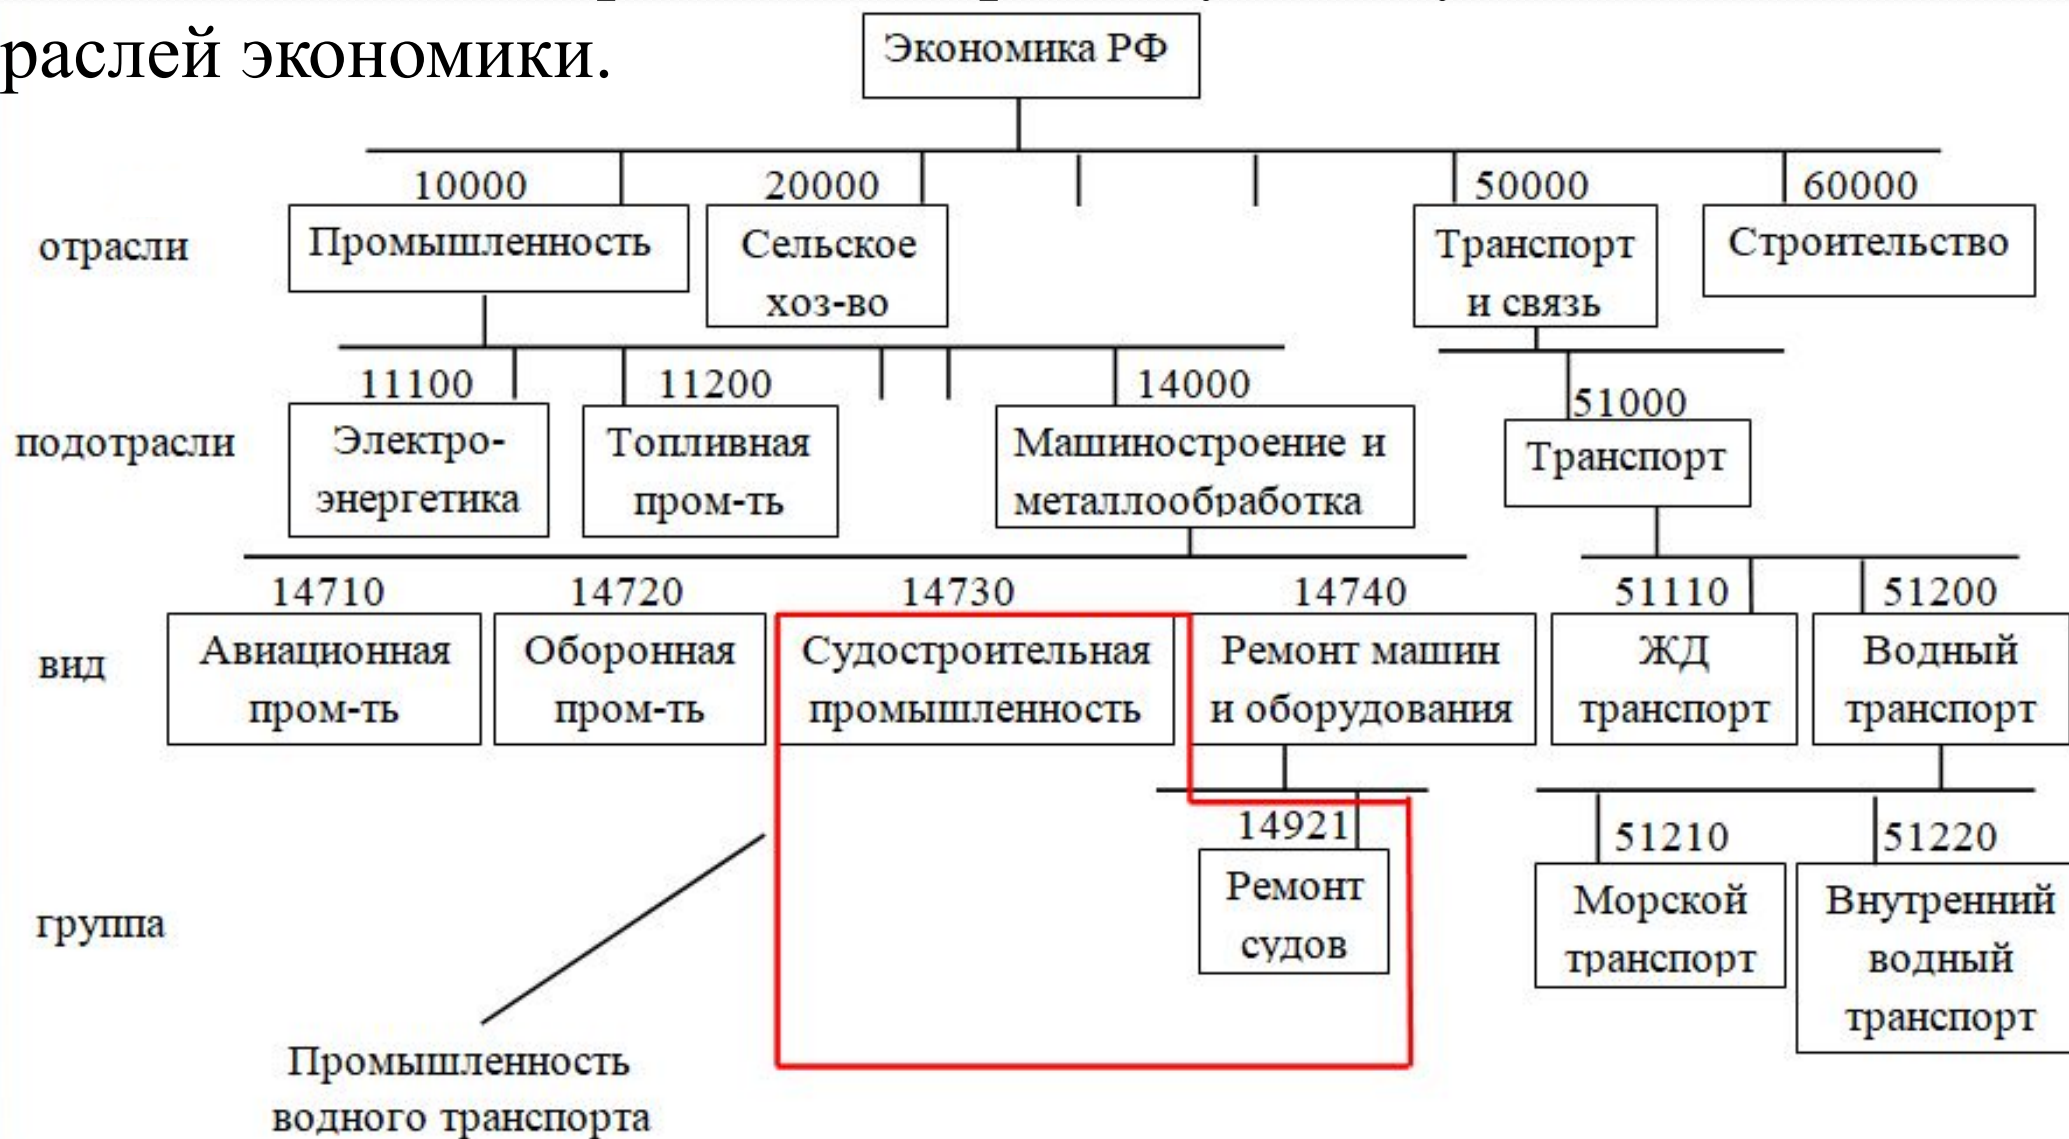 раслей экономики.
Экономика РФ
10000
20000
50000
60000
отрасли
Промышленность
Сельское
хоз-во
Транспорт
и связь
Строительство
11100
11200
14000
51000
подотрасли
Электро-
энергетика
Топливная
пром-ть
Машиностроение и
металлообработка
Транспорт
14710
14720
14730
14740
51110
51200
вид
Авиационная
пром-ть
Оборонная
пром-ть
Судостроительная
промышленность
Ремонт машин
и оборудования
ЖД
транспорт
Водный
транспорт
14921
51210
51220
группа
Ремонт
судов
Морской
транспорт
Внутренний
водный
транспорт
Промышленность
водного транспорта